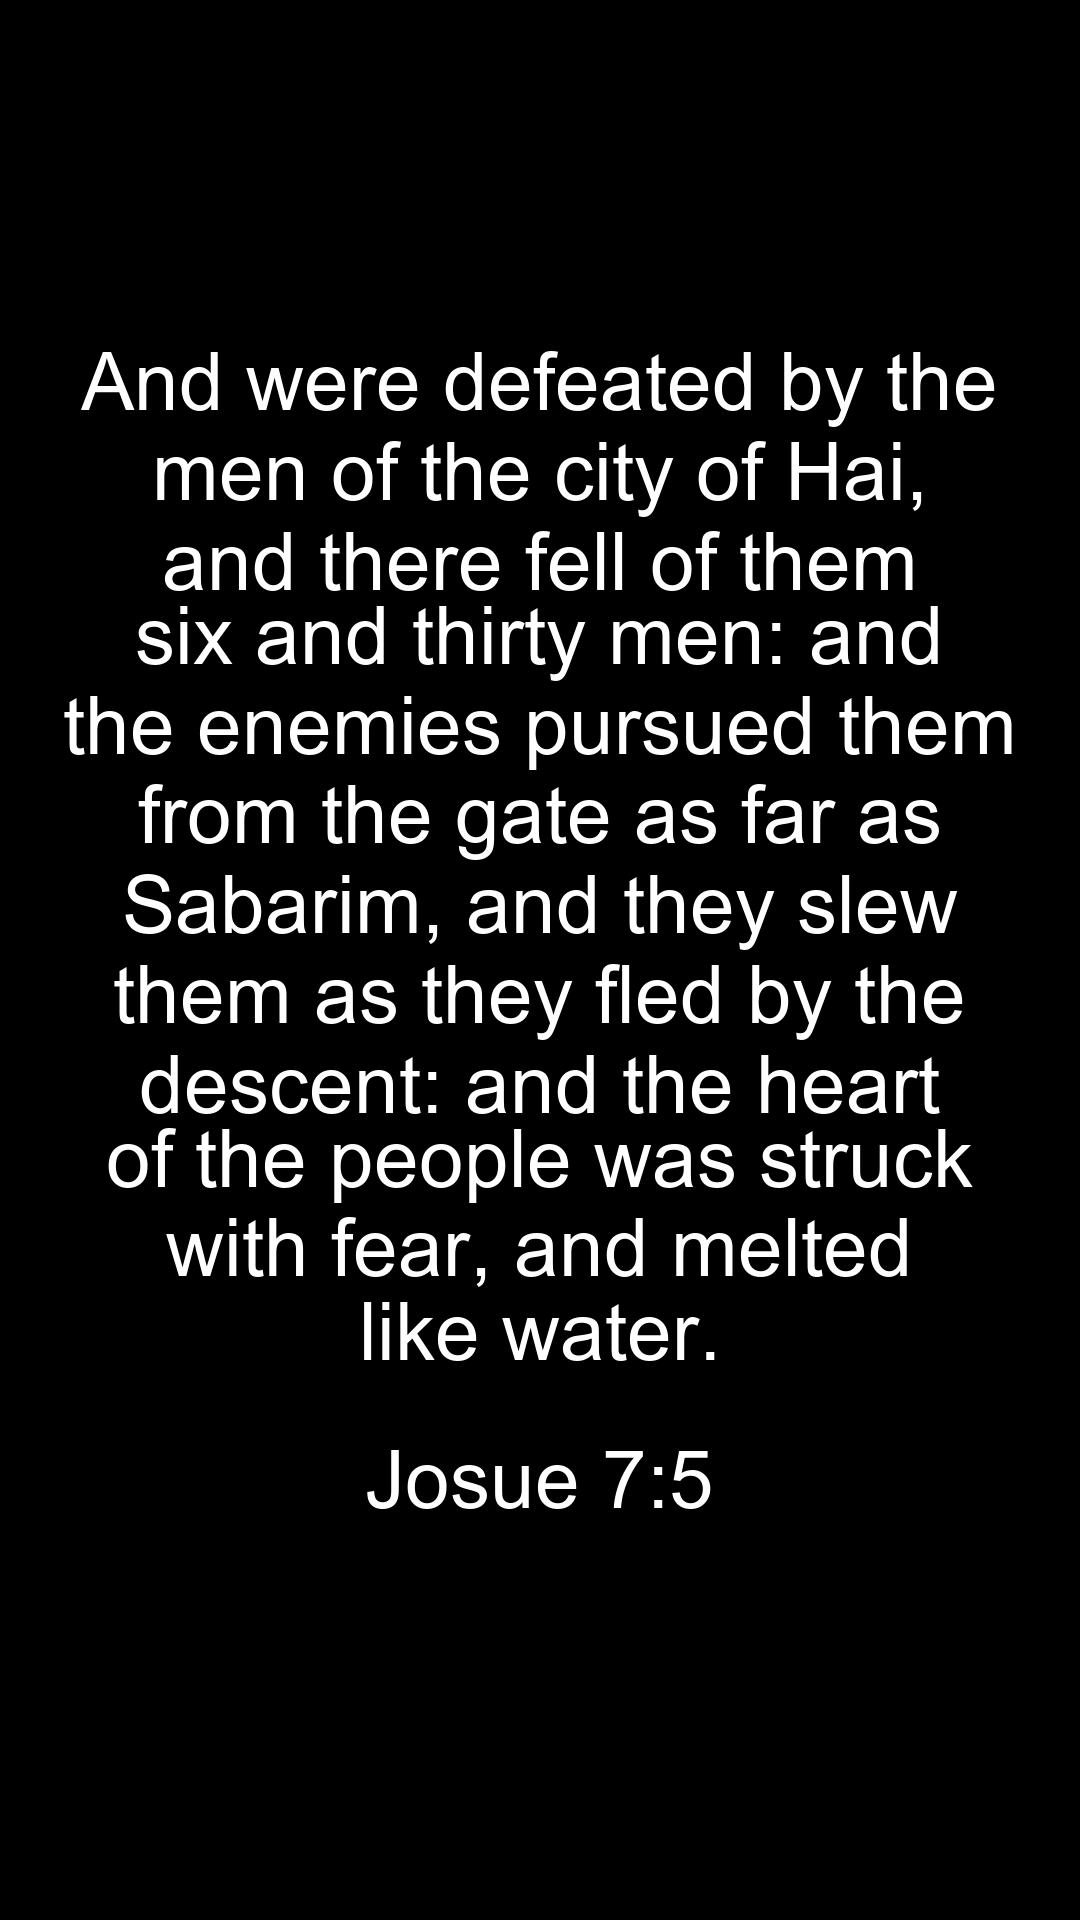 And were defeated by the
men of the city of Hai,
and there fell of them
six and thirty men: and
the enemies pursued them
from the gate as far as
Sabarim, and they slew
them as they fled by the
descent: and the heart
of the people was struck
with fear, and melted
like water.
Josue 7:5